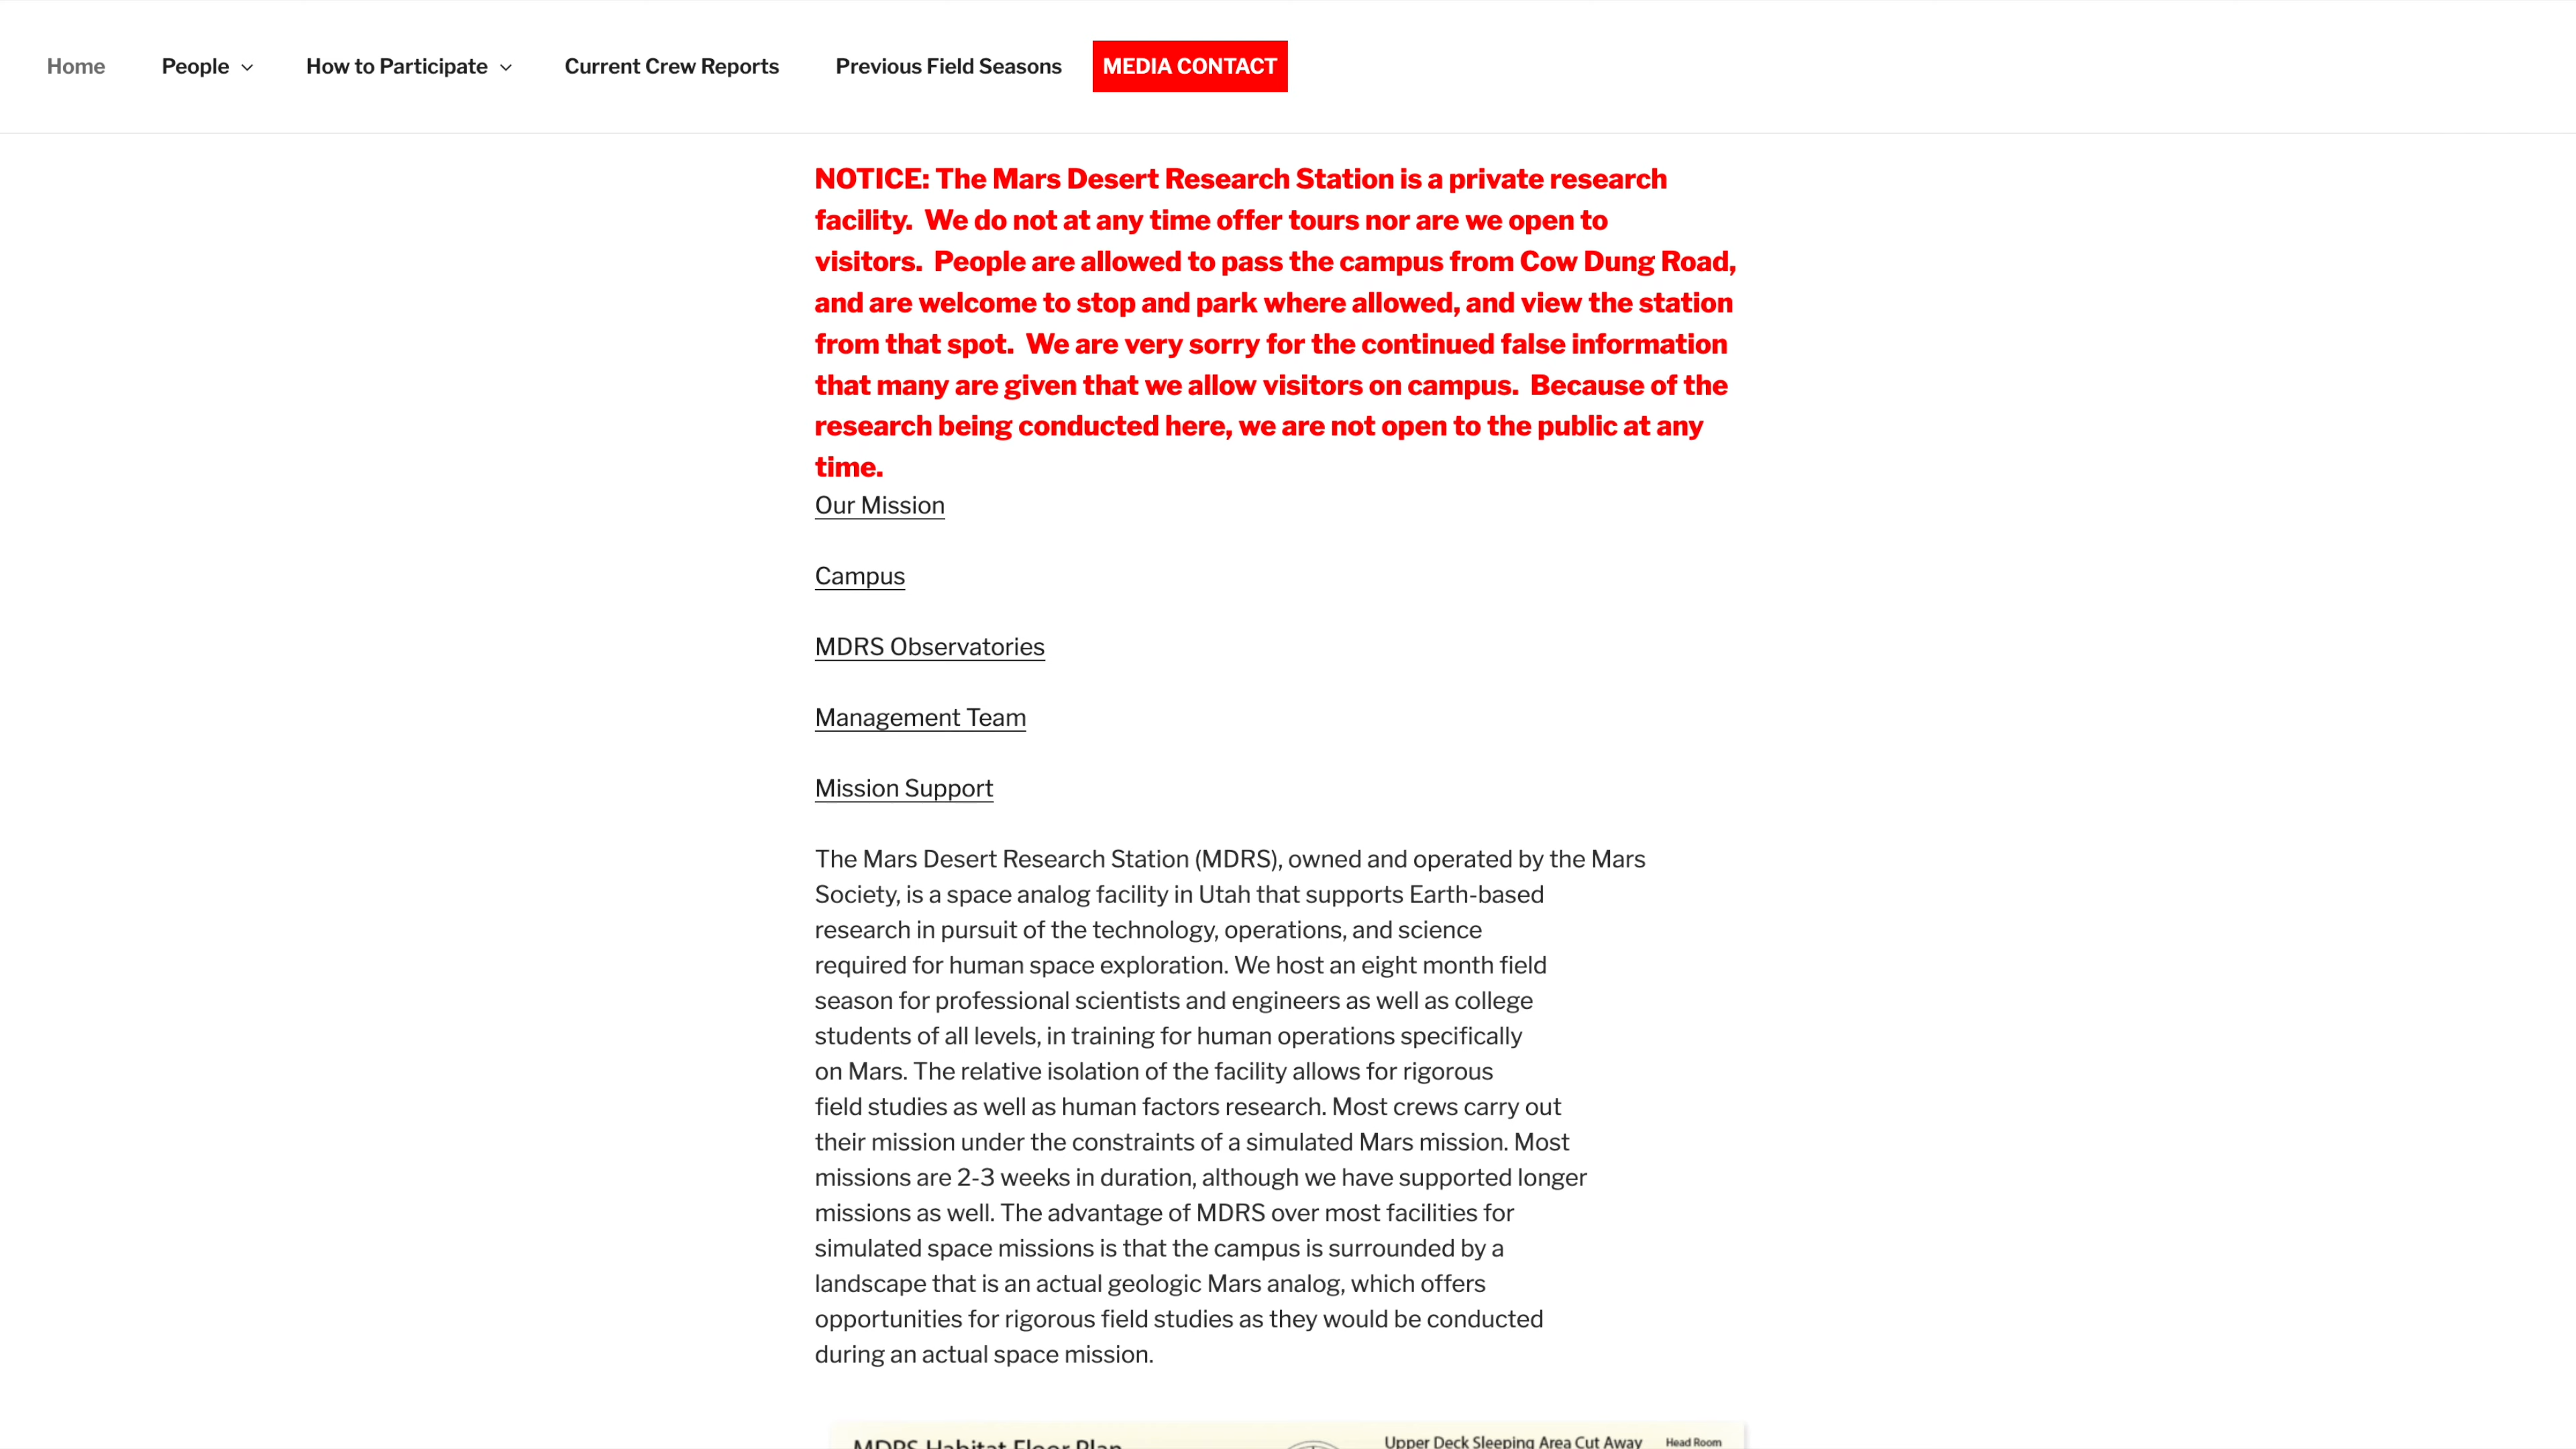 Home People How to Participate Current Crew Reports Previous Field Seasons MEDIA CONTACT
NOTICE: The Mars Desert Research Station is a private research
facility. We do not at any time offer tours nor are we open to
visitors. People are allowed to pass the campus from Cow Dung Road,
and are welcome to stop and park where allowed, and view the station
from that spot. We are very sorry for the continued false information
that many are given that we allow visitors on campus. Because of the
research being conducted here, we are not open to the public at any
time.
Our Mission
Campus
MDRS Observatories
Management Team
Mission Support
The Mars Desert Research Station (MDRS), owned and operated by the Mars
Society, is a space analog facility in Utah that supports Earth-based
research in pursuit of the technology, operations, and science
required for human space exploration. We host an eight month field
season for professional scientists and engineers as well as college
students of all levels, in training for human operations specifically
on Mars. The relative isolation of the facility allows for rigorous
field studies as well as human factors research. Most crews carry out
their mission under the constraints of a simulated Mars mission. Most
missions are 2-3 weeks in duration, although we have supported longer
missions as well. The advantage of MDRS over most facilities for
simulated space missions is that the campus is surrounded by a
landscape that is an actual geologic Mars analog, which offers
opportunities for rigorous field studies as they would be conducted
during an actual space mission.
MDRS Habitat Floor Plan Upper Deck Sleeping Area Cut Away Head Room